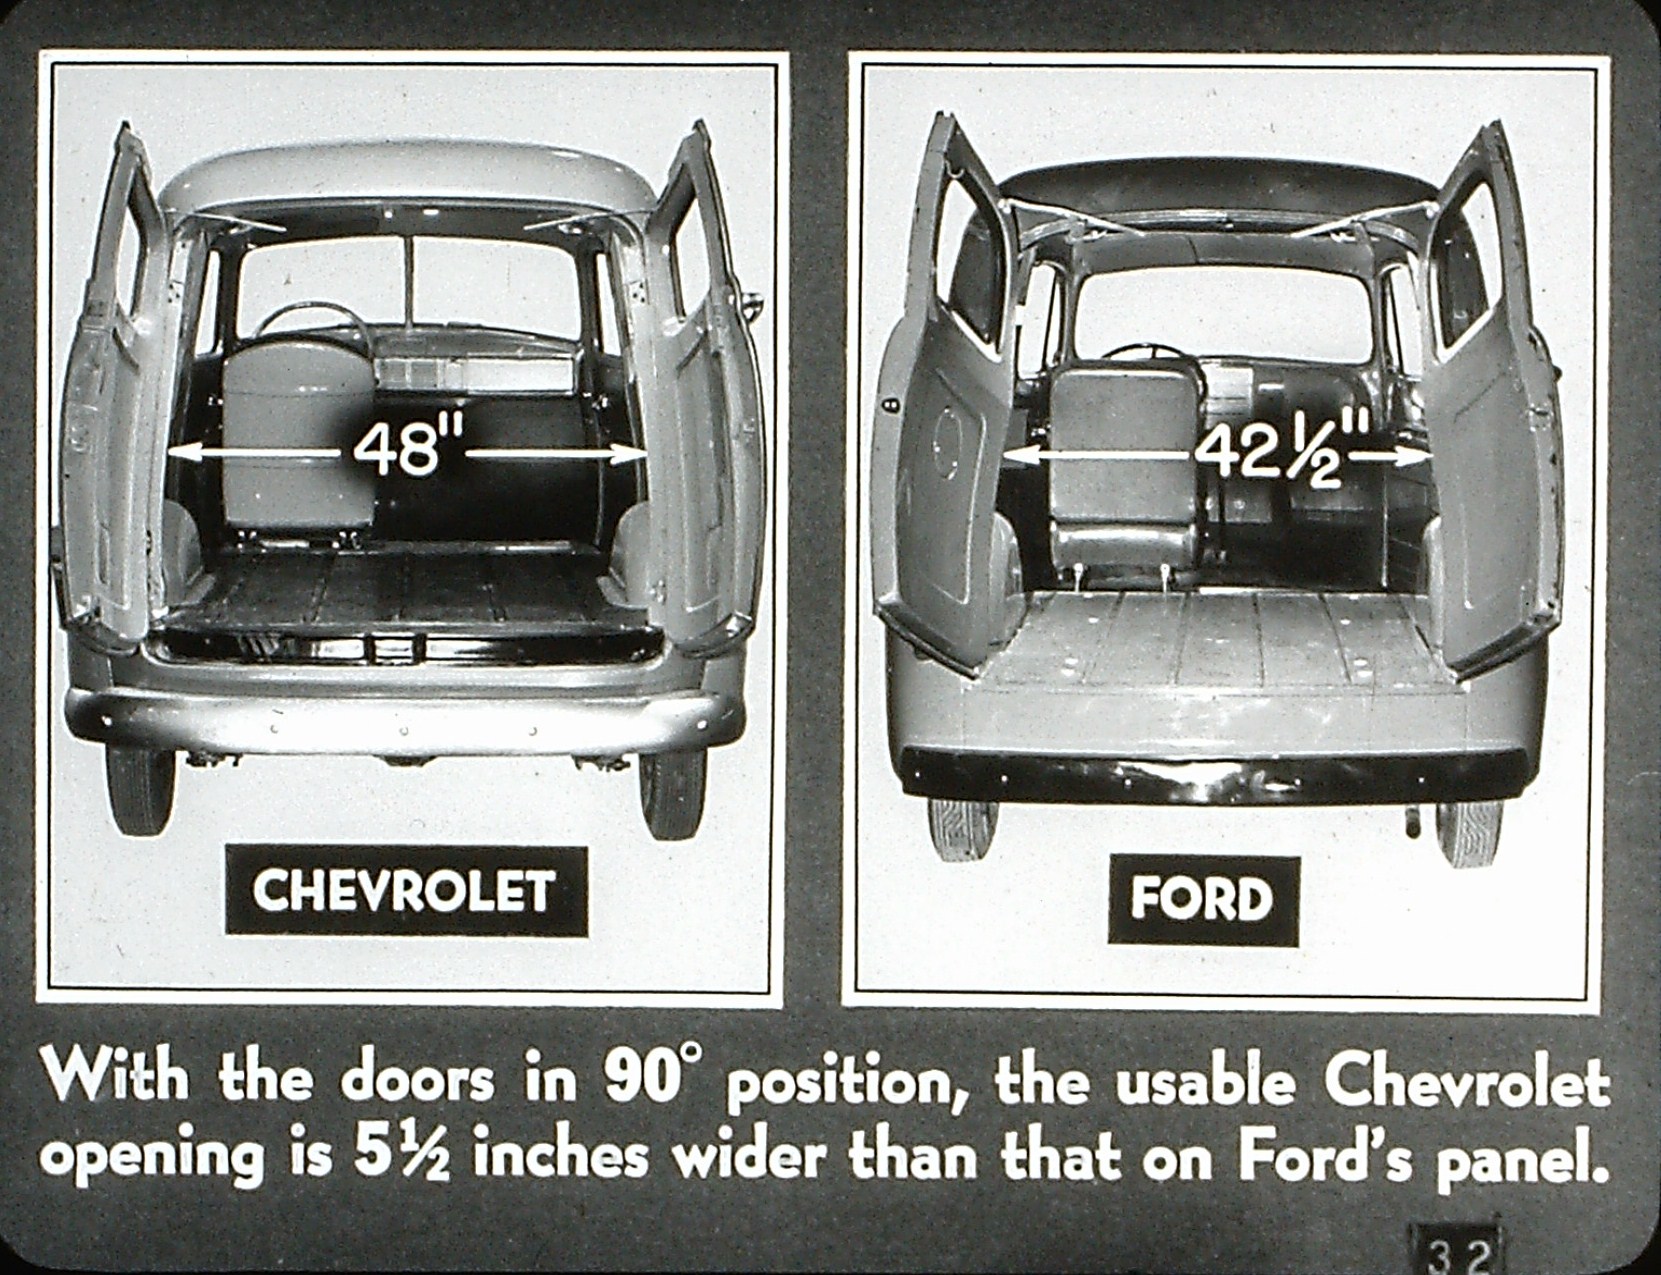 48" 42½"
CHEVROLET
FORD
With the doors in 90° position, the usable Chevrolet
opening is 5½ inches wider than that on Ford's panel.
32